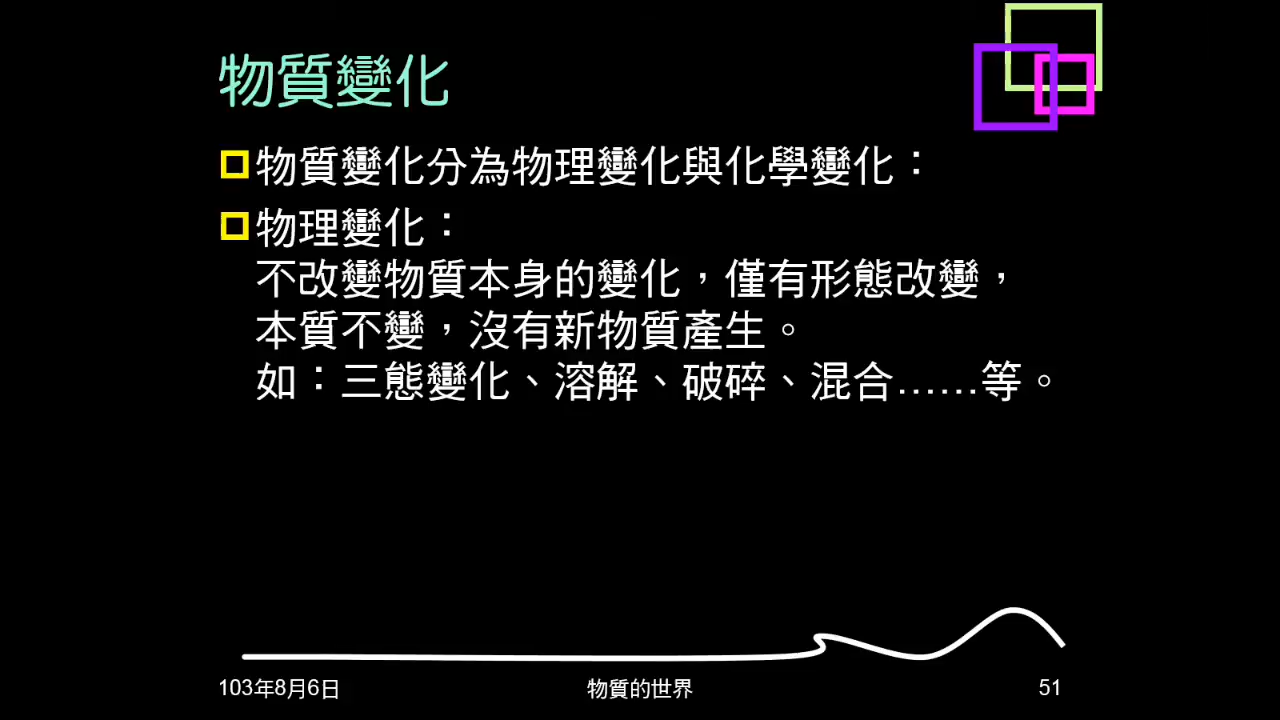 物質變化
物質變化分為物理變化與化學變化：
物理變化：
不改變物質本身的變化，僅有形態改變，
本質不變，沒有新物質產生。
如：三態變化、溶解、破碎、混合……等。
103年8月6日
物質的世界
51